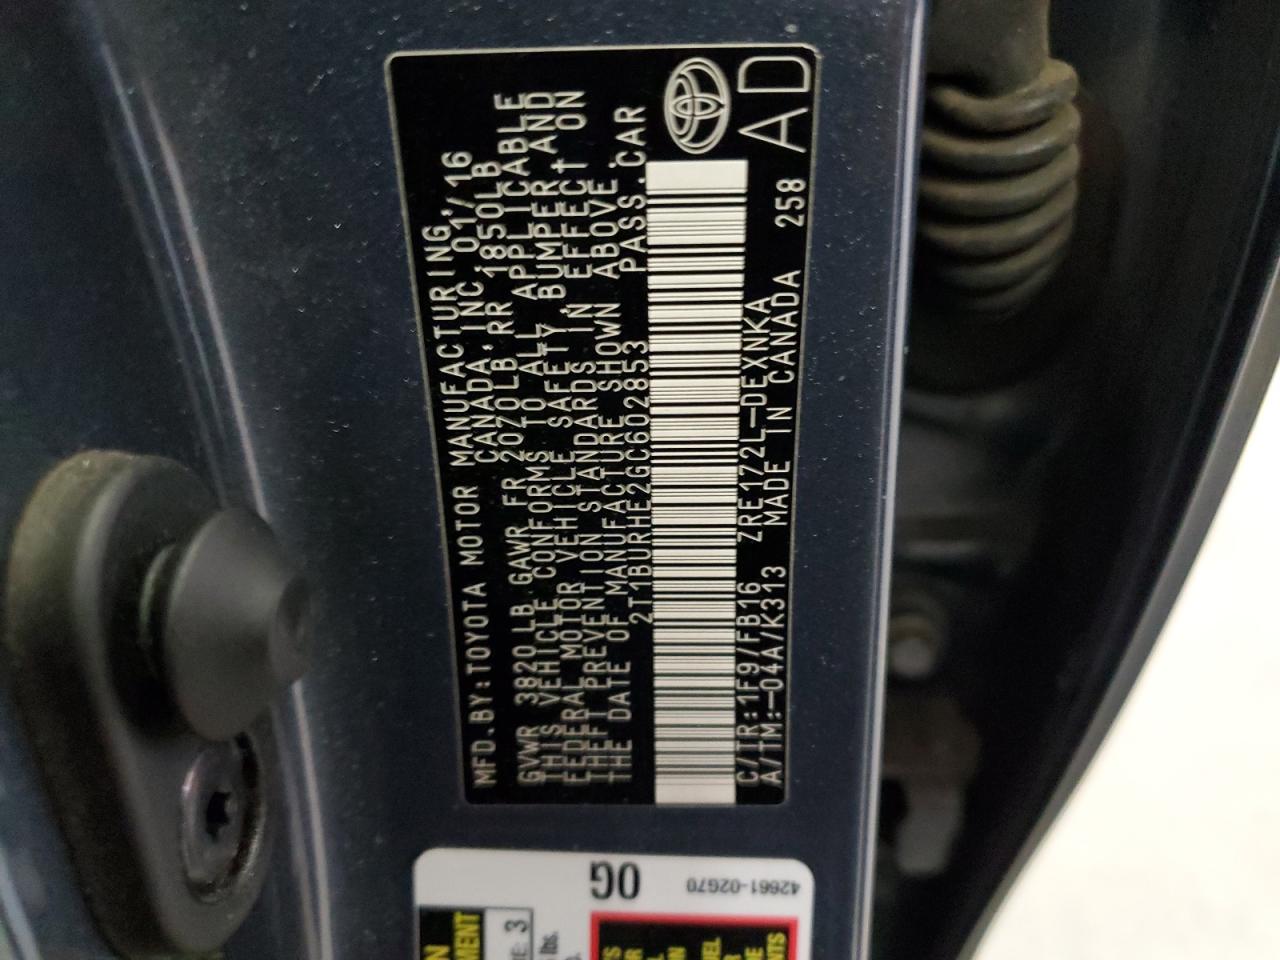 MFD.BY:TOYOTA MOTOR MANUFACTURING,
CANADA,INC. 01/16
GVWR 3820LB GAWR FR 2070LB,RR 1850LB
THIS VEHICLE CONFORMS TO ALL APPLICABLE
FEDERAL MOTOR VEHICLE SAFETY, BUMPER, AND
THEFT PREVENTION STANDARDS IN EFFECT ON
THE DATE OF MANUFACTURE SHOWN ABOVE.
2T1BURHE2GC602853 PASS.CAR
C/TR:1F9/FB16 ZRE172L-DEXNKA
A/TM:-04A/K313 MADE IN CANADA 258
AD
0G
42661-02G70
3
lbs.